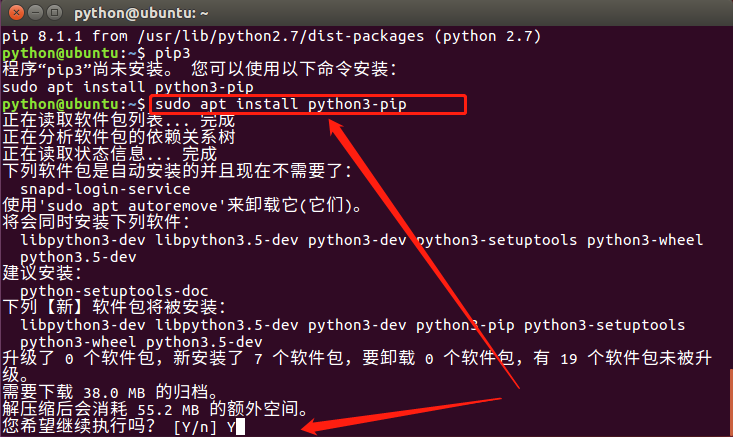 python@ubuntu: ~
pip 8.1.1 from /usr/lib/python2.7/dist-packages (python 2.7)
python@ubuntu:~$ pip3
程序“pip3”尚未安装。 您可以使用以下命令安装：
sudo apt install python3-pip
python@ubuntu:~$ sudo apt install python3-pip
正在读取软件包列表... 完成
正在分析软件包的依赖关系树
正在读取状态信息... 完成
下列软件包是自动安装的并且现在不需要了：
  snapd-login-service
使用'sudo apt autoremove'来卸载它(它们)。
将会同时安装下列软件：
  libpython3-dev libpython3.5-dev python3-dev python3-setuptools python3-wheel
  python3.5-dev
建议安装：
  python-setuptools-doc
下列【新】软件包将被安装：
  libpython3-dev libpython3.5-dev python3-dev python3-pip python3-setuptools
  python3-wheel python3.5-dev
升级了 0 个软件包，新安装了 7 个软件包，要卸载 0 个软件包，有 19 个软件包未被升
级。
需要下载 38.0 MB 的归档。
解压缩后会消耗 55.2 MB 的额外空间。
您希望继续执行吗？ [Y/n] Y